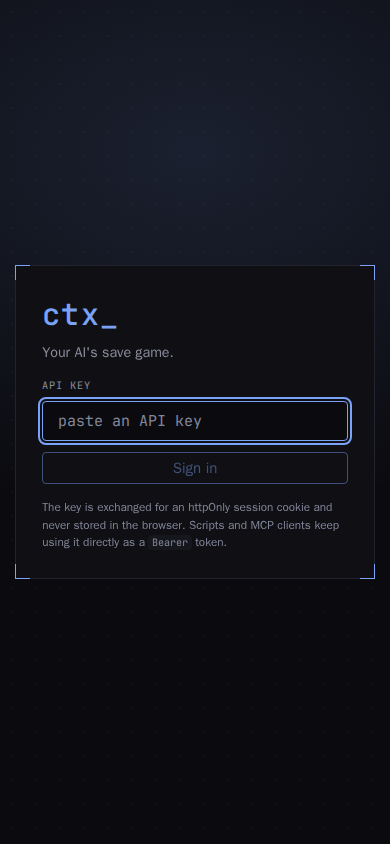 ctx_
Your AI's save game.
API KEY
paste an API key
Sign in
The key is exchanged for an httpOnly session cookie and
never stored in the browser. Scripts and MCP clients keep
using it directly as a Bearer token.